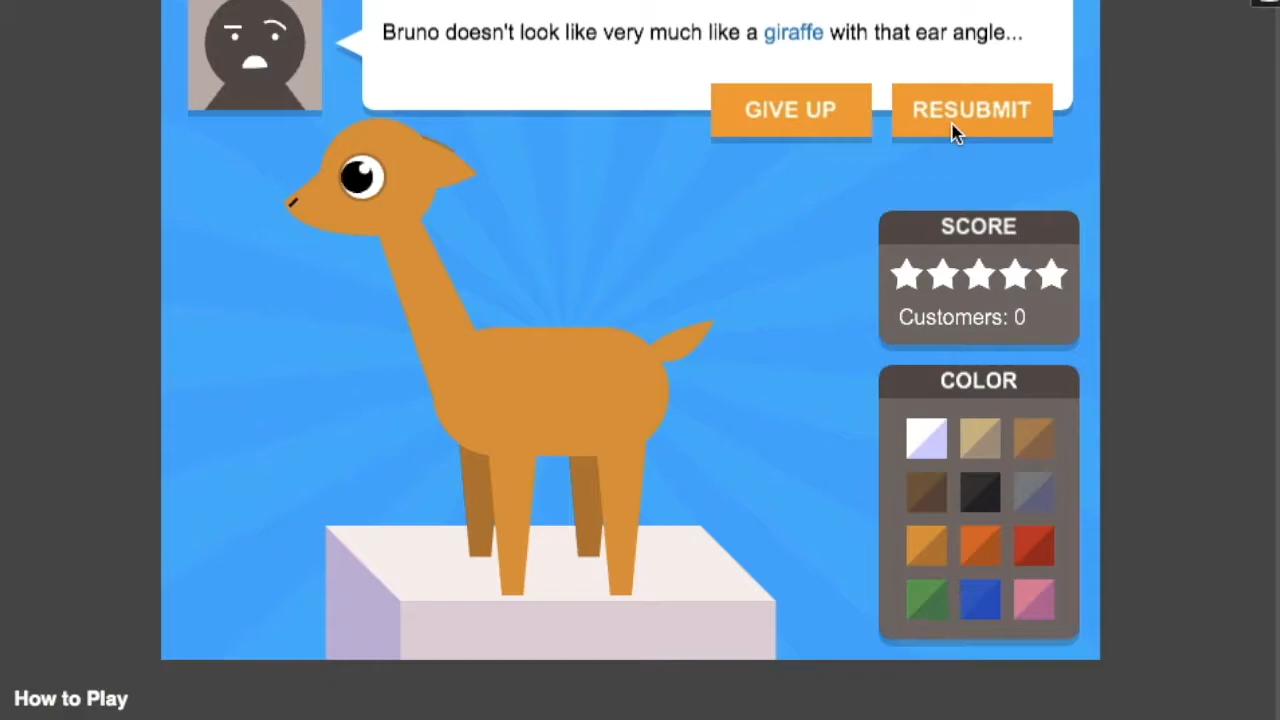 Bruno doesn't look like very much like a giraffe with that ear angle...
GIVE UP
RESUBMIT
SCORE
Customers: 0
COLOR
How to Play